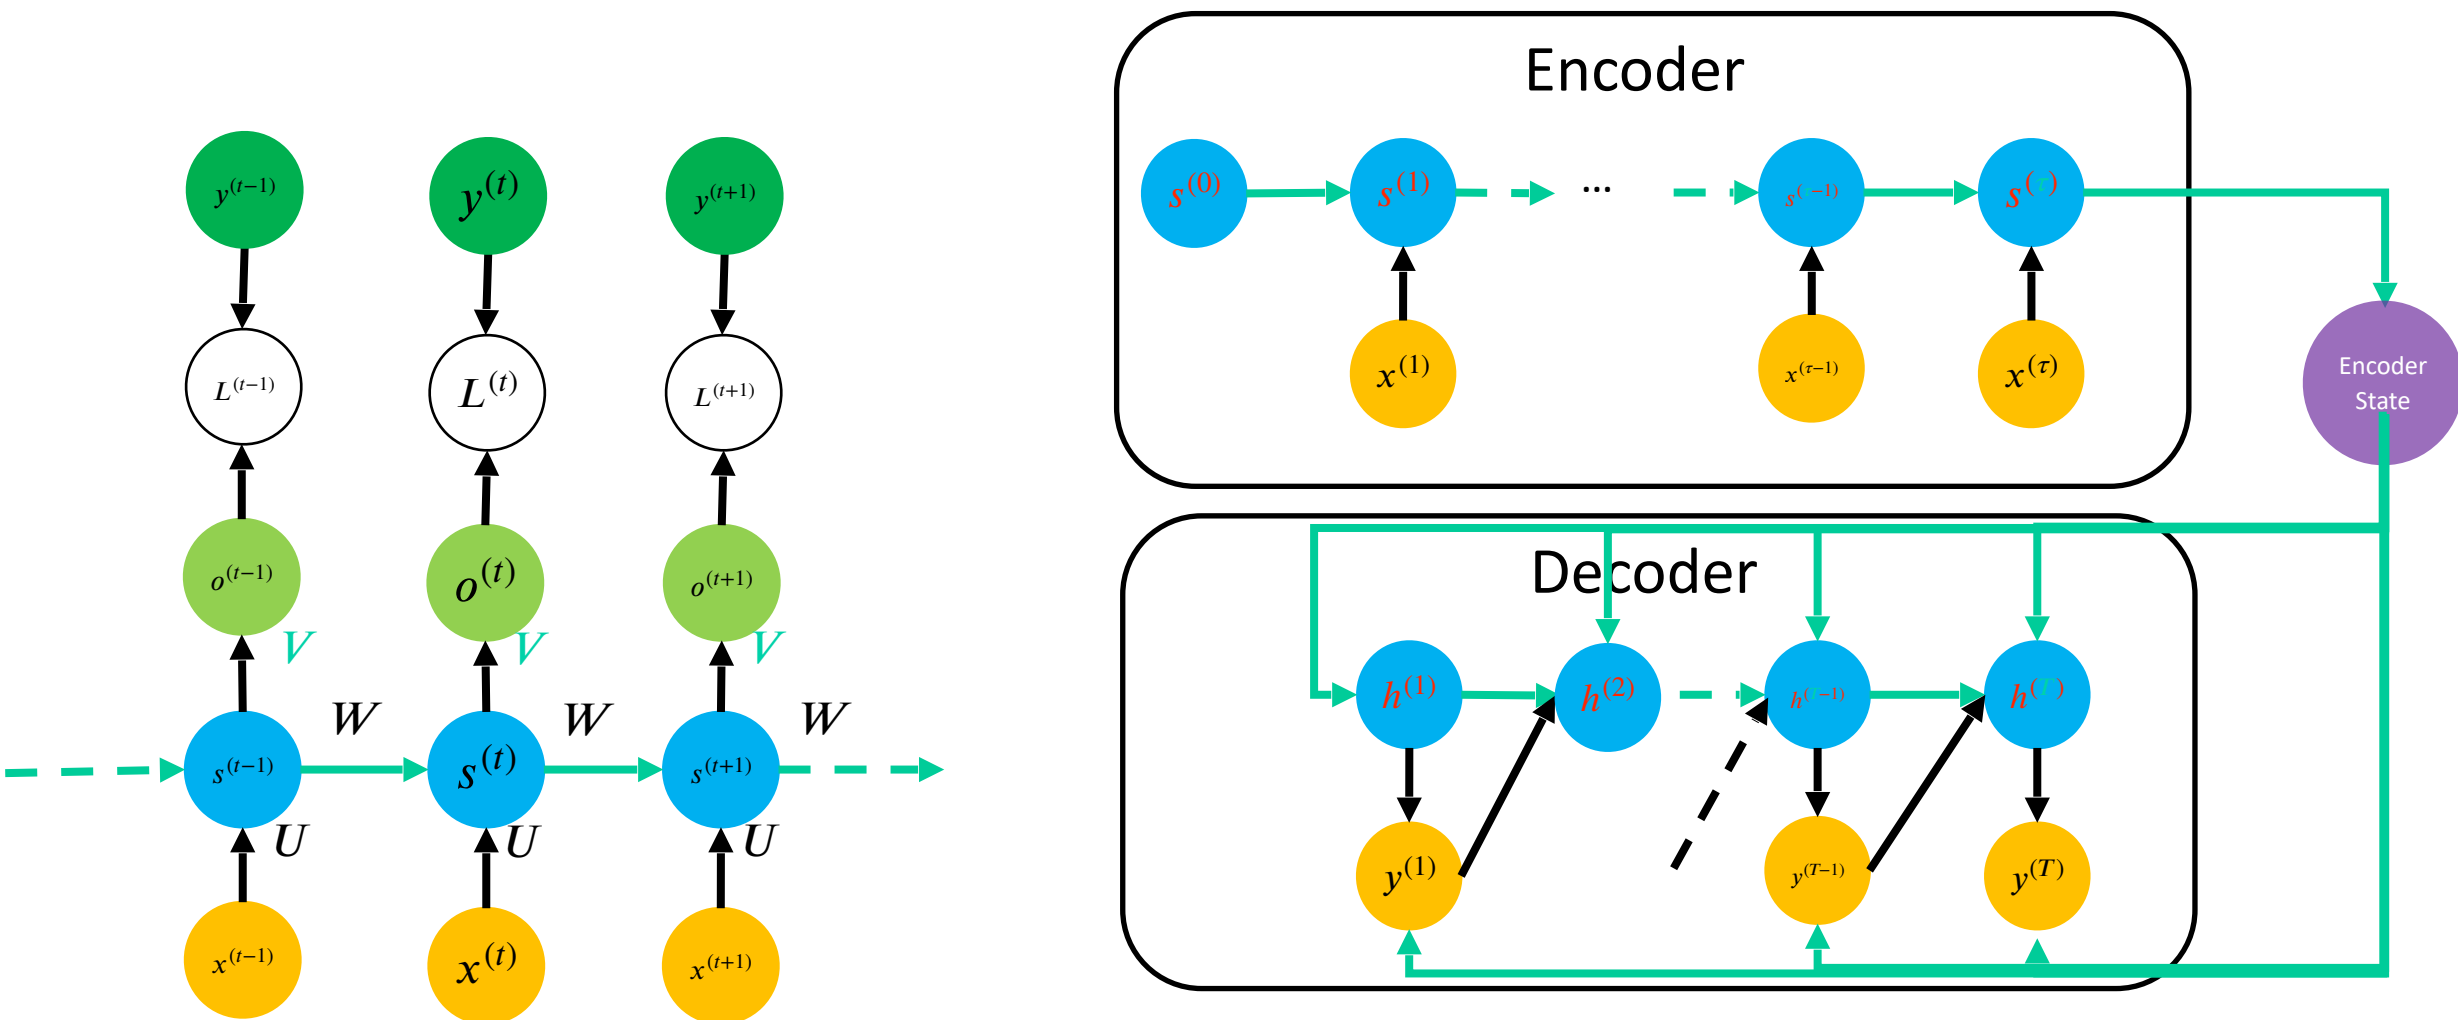 y^(t−1) y^(t) y^(t+1)
L^(t−1) L^(t) L^(t+1)
o^(t−1) o^(t) o^(t+1)
V V V
W W W
s^(t−1) s^(t) s^(t+1)
U U U
x^(t−1) x^(t) x^(t+1)
Encoder
s^(0) s^(1) ... s^(τ−1) s^(τ)
x^(1) x^(τ−1) x^(τ)
Encoder
State
Decoder
h^(1) h^(2) h^(T−1) h^(T)
y^(1) y^(T−1) y^(T)